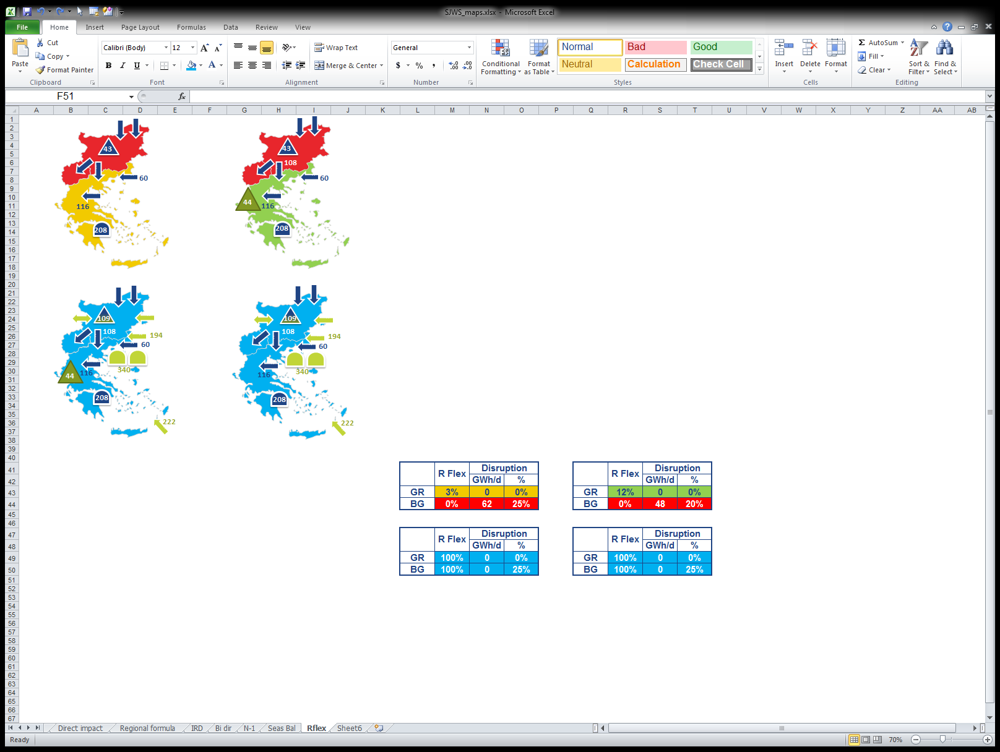 SJWS_maps.xlsx - Microsoft Excel
File Home Insert Page Layout Formulas Data Review View
Paste
Cut
Copy
Format Painter
Clipboard
Calibri (Body) 12
B I U
Font
Wrap Text
Merge & Center
Alignment
General
$ % ,
Number
Conditional Formatting
Format as Table
Normal Bad Good
Neutral Calculation Check Cell
Styles
Insert Delete Format
Cells
Σ AutoSum
Fill
Clear
Sort & Filter
Find & Select
Editing
F51 fx
A B C D E F G H I J K L M N O P Q R S T U V W X Y Z AA AB
1
2
3
4
5
6
7
8
9
10
11
12
13
14
15
16
17
18
19
20
21
22
23
24
25
26
27
28
29
30
31
32
33
34
35
36
37
38
39
40
41
42
43
44
45
46
47
48
49
50
51
52
53
54
55
56
57
58
59
60
61
62
63
64
65
66
67
43
60
116
208
43
108
60
44
116
208
109
108
194
60
340
44
116
208
222
109
108
194
60
340
116
208
222
R Flex Disruption
GWh/d %
GR 3% 0 0%
BG 0% 62 25%
R Flex Disruption
GWh/d %
GR 12% 0 0%
BG 0% 48 20%
R Flex Disruption
GWh/d %
GR 100% 0 0%
BG 100% 0 25%
R Flex Disruption
GWh/d %
GR 100% 0 0%
BG 100% 0 25%
Direct impact Regional formula IRD Bi dir N-1 Seas Bal Rflex Sheet6
Ready 70%